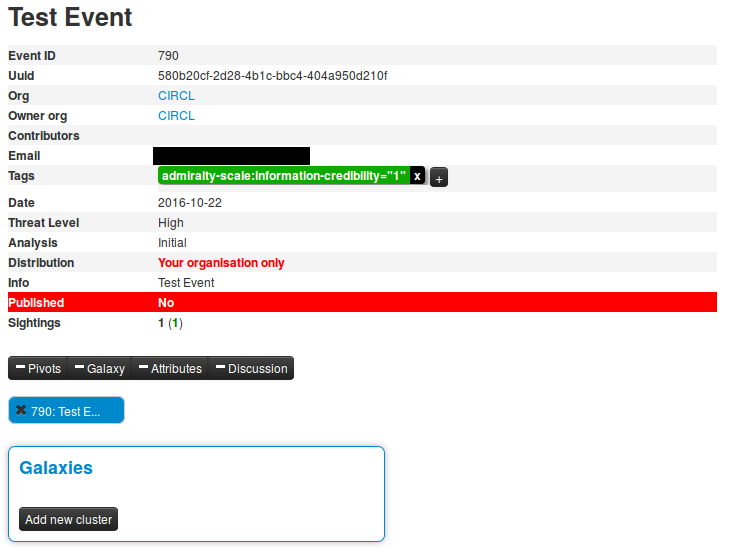 Test Event
Event ID 790
Uuid 580b20cf-2d28-4b1c-bbc4-404a950d210f
Org CIRCL
Owner org CIRCL
Contributors
Email
Tags admiralty-scale:information-credibility="1" x +
Date 2016-10-22
Threat Level High
Analysis Initial
Distribution Your organisation only
Info Test Event
Published No
Sightings 1 (1)
Pivots Galaxy Attributes Discussion
790: Test E...
Galaxies
Add new cluster